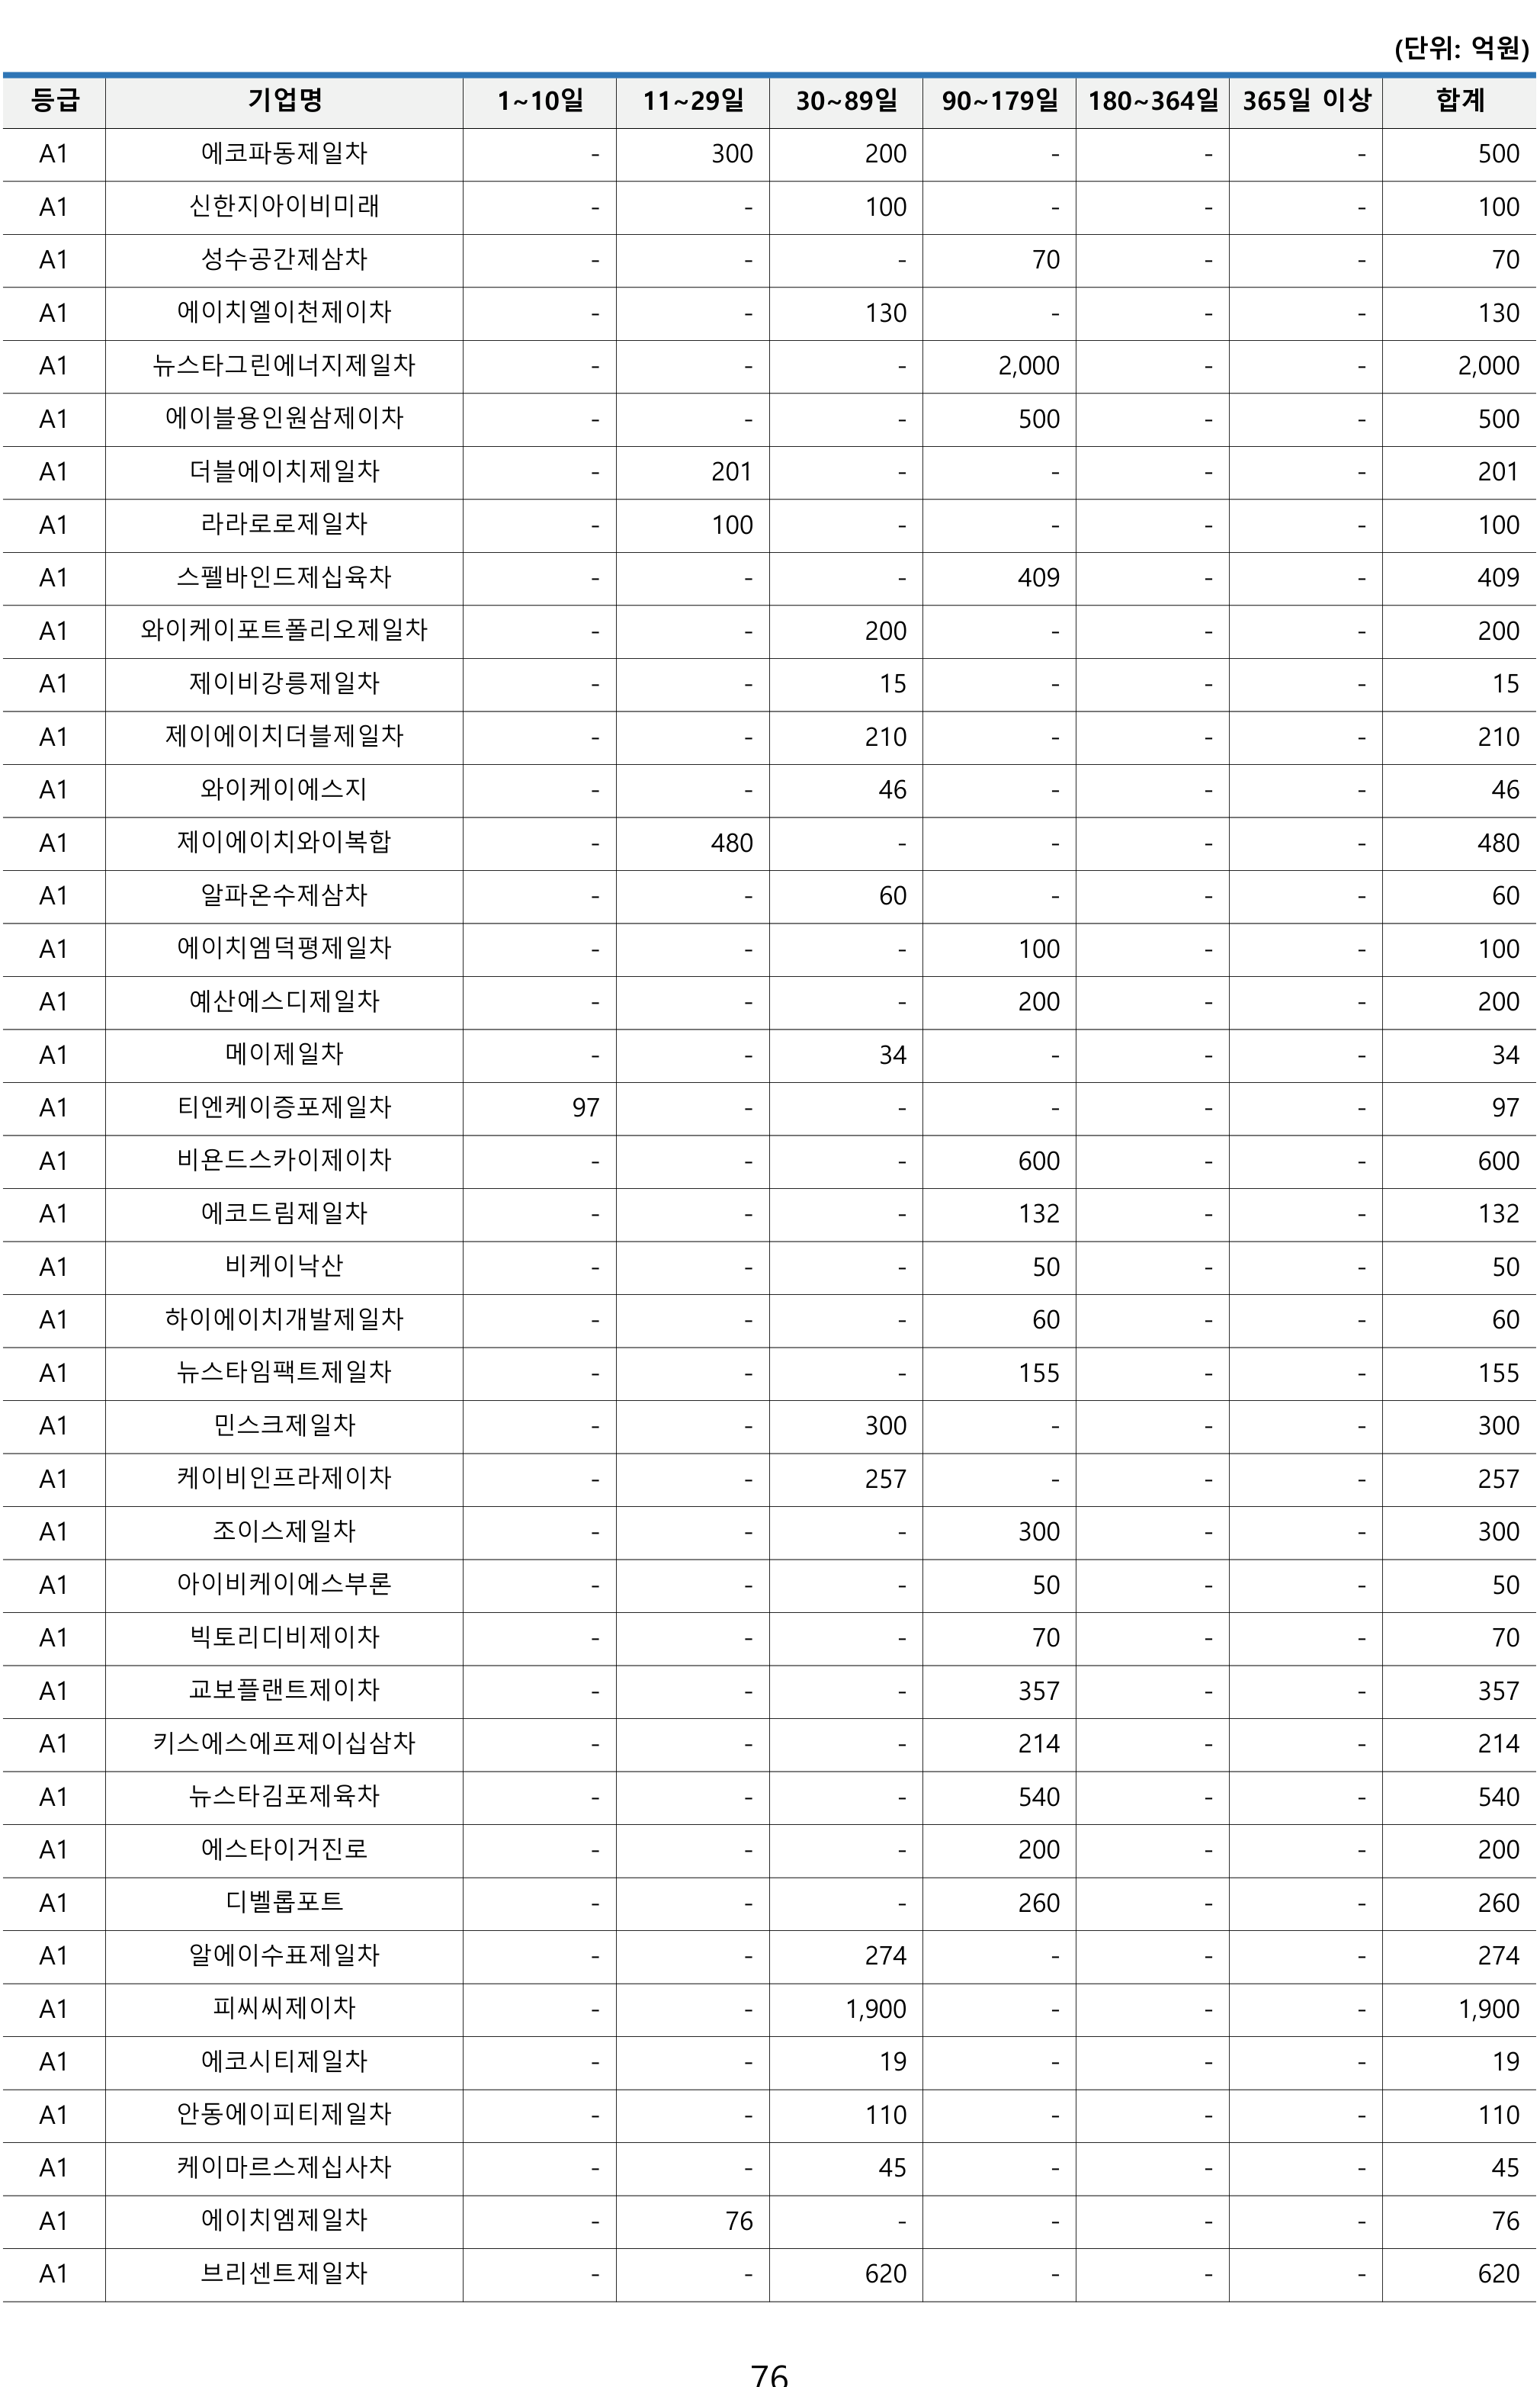 (단위: 억원)
등급 기업명 1~10일 11~29일 30~89일 90~179일 180~364일 365일 이상 합계
A1 에코파동제일차 - 300 200 - - - 500
A1 신한지아이비미래 - - 100 - - - 100
A1 성수공간제삼차 - - - 70 - - 70
A1 에이치엘이천제이차 - - 130 - - - 130
A1 뉴스타그린에너지제일차 - - - 2,000 - - 2,000
A1 에이블용인원삼제이차 - - - 500 - - 500
A1 더블에이치제일차 - 201 - - - - 201
A1 라라로로제일차 - 100 - - - - 100
A1 스펠바인드제십육차 - - - 409 - - 409
A1 와이케이포트폴리오제일차 - - 200 - - - 200
A1 제이비강릉제일차 - - 15 - - - 15
A1 제이에이치더블제일차 - - 210 - - - 210
A1 와이케이에스지 - - 46 - - - 46
A1 제이에이치와이복합 - 480 - - - - 480
A1 알파온수제삼차 - - 60 - - - 60
A1 에이치엠덕평제일차 - - - 100 - - 100
A1 예산에스디제일차 - - - 200 - - 200
A1 메이제일차 - - 34 - - - 34
A1 티엔케이증포제일차 97 - - - - - 97
A1 비욘드스카이제이차 - - - 600 - - 600
A1 에코드림제일차 - - - 132 - - 132
A1 비케이낙산 - - - 50 - - 50
A1 하이에이치개발제일차 - - - 60 - - 60
A1 뉴스타임팩트제일차 - - - 155 - - 155
A1 민스크제일차 - - 300 - - - 300
A1 케이비인프라제이차 - - 257 - - - 257
A1 조이스제일차 - - - 300 - - 300
A1 아이비케이에스부론 - - - 50 - - 50
A1 빅토리디비제이차 - - - 70 - - 70
A1 교보플랜트제이차 - - - 357 - - 357
A1 키스에스에프제이십삼차 - - - 214 - - 214
A1 뉴스타김포제육차 - - - 540 - - 540
A1 에스타이거진로 - - - 200 - - 200
A1 디벨롭포트 - - - 260 - - 260
A1 알에이수표제일차 - - 274 - - - 274
A1 피씨씨제이차 - - 1,900 - - - 1,900
A1 에코시티제일차 - - 19 - - - 19
A1 안동에이피티제일차 - - 110 - - - 110
A1 케이마르스제십사차 - - 45 - - - 45
A1 에이치엠제일차 - 76 - - - - 76
A1 브리센트제일차 - - 620 - - - 620
76